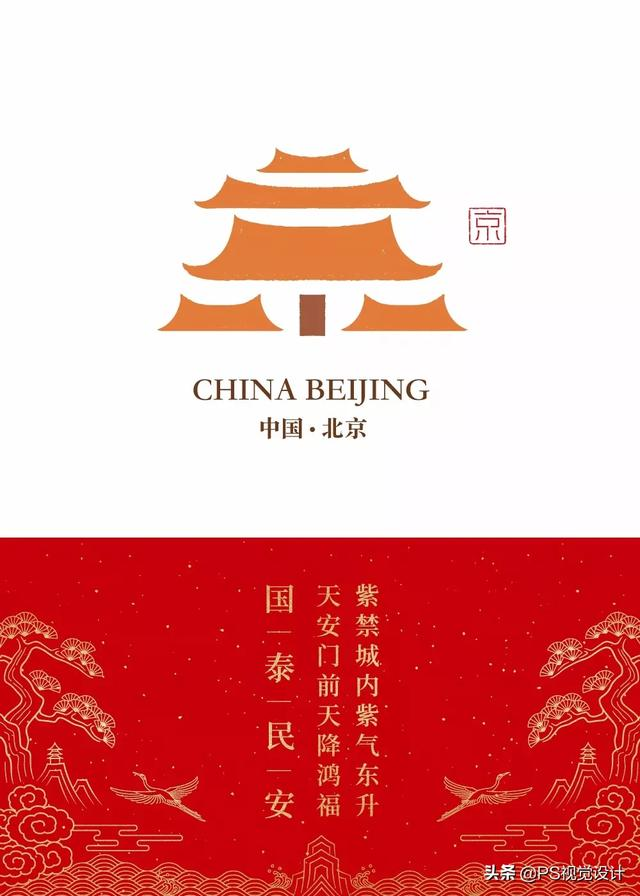 京
CHINA BEIJING
中国·北京
紫禁城内紫气东升
天安门前天降鸿福
国泰民安
头条 @PS视觉设计